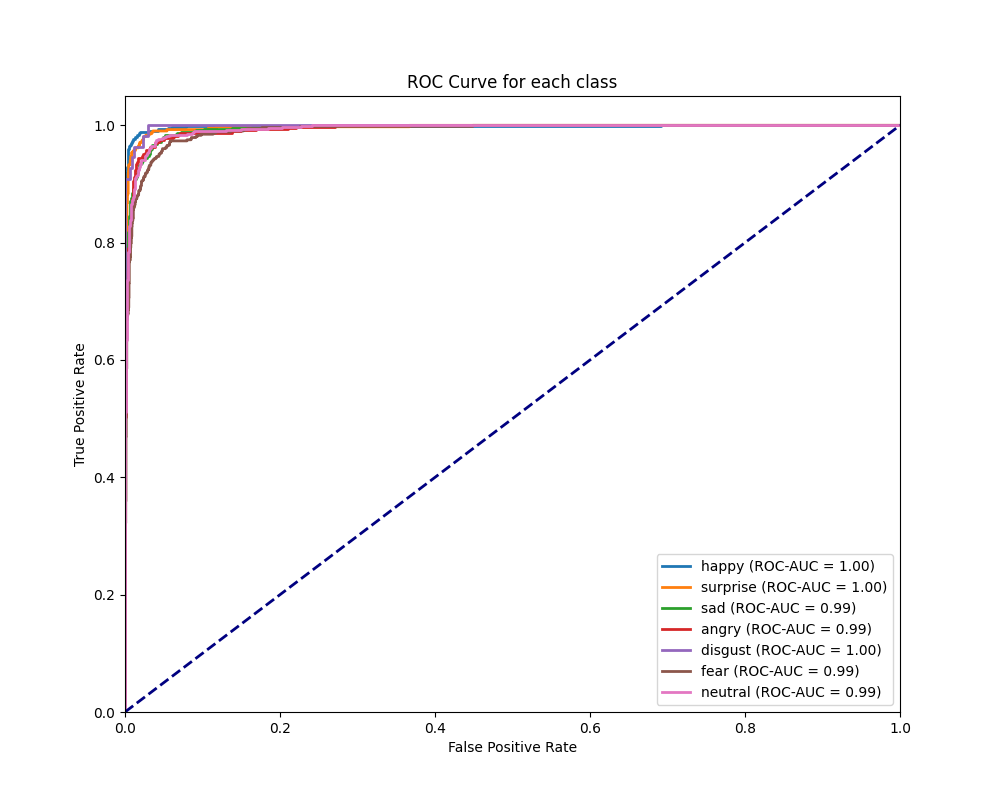 ROC Curve for each class
True Positive Rate
1.0
0.8
0.6
0.4
0.2
0.0
happy (ROC-AUC = 1.00)
surprise (ROC-AUC = 1.00)
sad (ROC-AUC = 0.99)
angry (ROC-AUC = 0.99)
disgust (ROC-AUC = 1.00)
fear (ROC-AUC = 0.99)
neutral (ROC-AUC = 0.99)
0.0 0.2 0.4 0.6 0.8 1.0
False Positive Rate